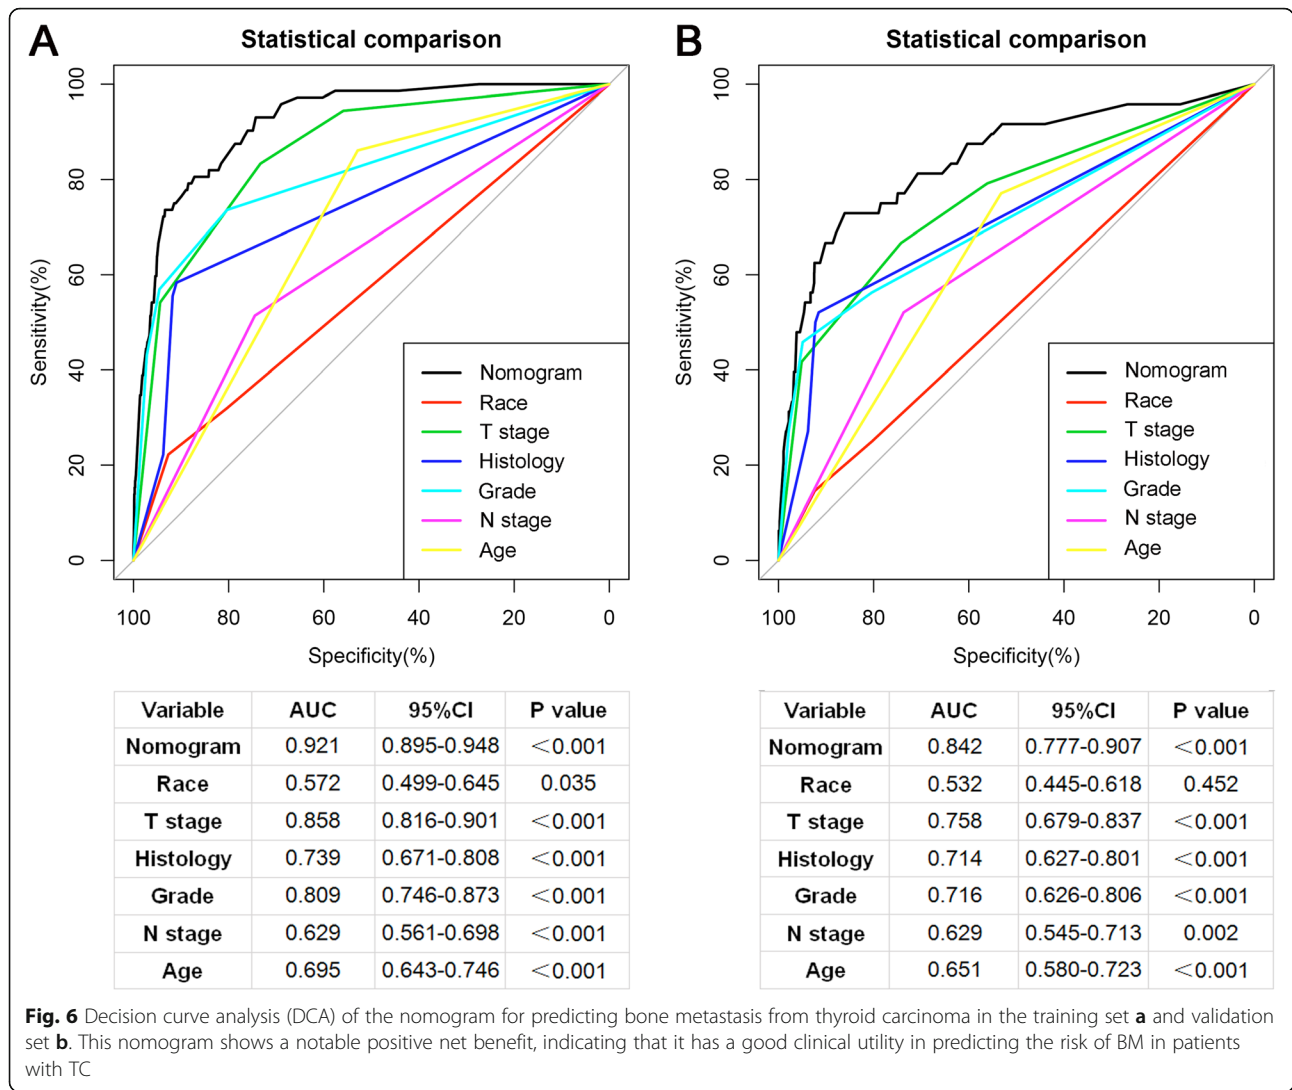 A
Statistical comparison
Sensitivity(%)
100
80
60
40
20
0
Nomogram
Race
T stage
Histology
Grade
N stage
Age
100 80 60 40 20 0
Specificity(%)
Variable AUC 95%CI P value
Nomogram 0.921 0.895-0.948 <0.001
Race 0.572 0.499-0.645 0.035
T stage 0.858 0.816-0.901 <0.001
Histology 0.739 0.671-0.808 <0.001
Grade 0.809 0.746-0.873 <0.001
N stage 0.629 0.561-0.698 <0.001
Age 0.695 0.643-0.746 <0.001
B
Statistical comparison
Sensitivity(%)
100
80
60
40
20
0
Nomogram
Race
T stage
Histology
Grade
N stage
Age
100 80 60 40 20 0
Specificity(%)
Variable AUC 95%CI P value
Nomogram 0.842 0.777-0.907 <0.001
Race 0.532 0.445-0.618 0.452
T stage 0.758 0.679-0.837 <0.001
Histology 0.714 0.627-0.801 <0.001
Grade 0.716 0.626-0.806 <0.001
N stage 0.629 0.545-0.713 0.002
Age 0.651 0.580-0.723 <0.001
Fig. 6 Decision curve analysis (DCA) of the nomogram for predicting bone metastasis from thyroid carcinoma in the training set a and validation
set b. This nomogram shows a notable positive net benefit, indicating that it has a good clinical utility in predicting the risk of BM in patients
with TC